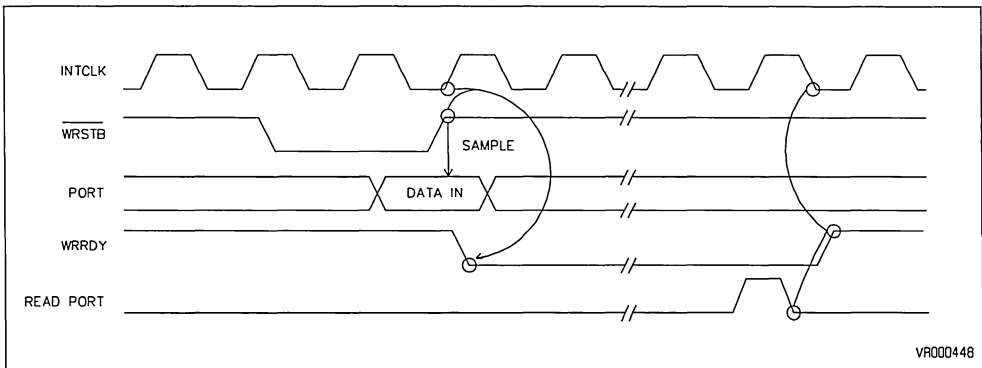 INTCLK
WRSTB
SAMPLE
PORT
DATA IN
WRRDY
READ PORT
VR000448